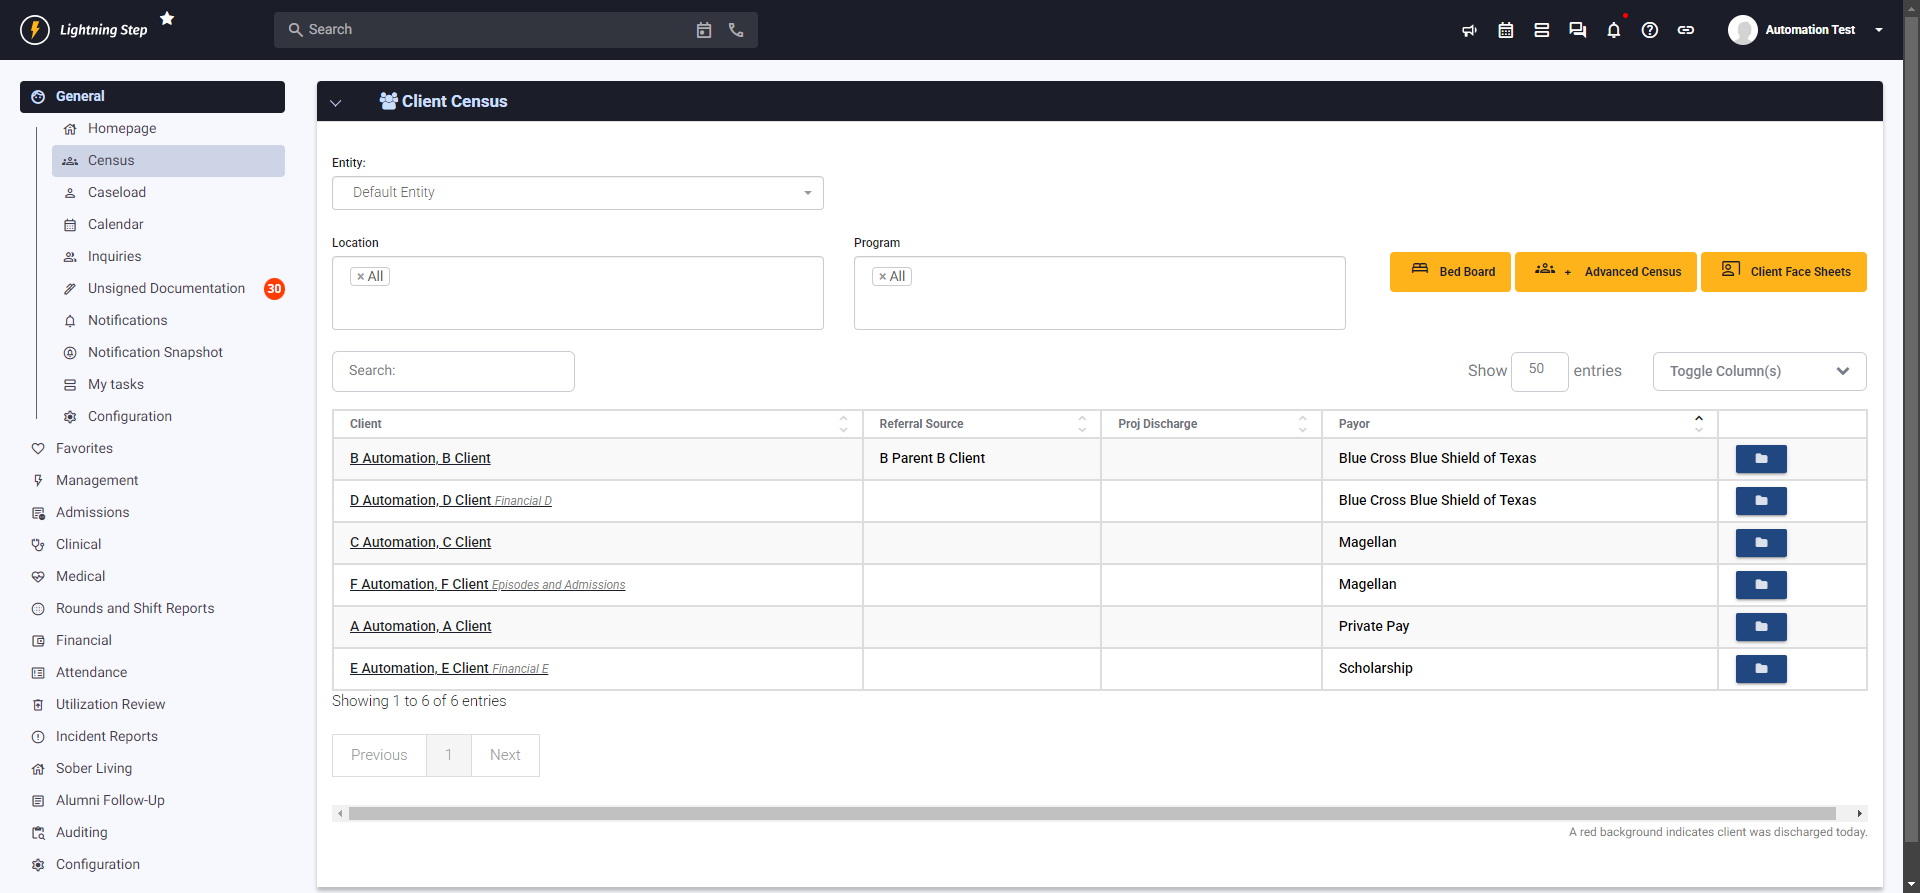 Lightning Step
Search
Automation Test
General
Homepage
Census
Caseload
Calendar
Inquiries
Unsigned Documentation 30
Notifications
Notification Snapshot
My tasks
Configuration
Favorites
Management
Admissions
Clinical
Medical
Rounds and Shift Reports
Financial
Attendance
Utilization Review
Incident Reports
Sober Living
Alumni Follow-Up
Auditing
Configuration
Client Census
Entity:
Default Entity
Location
Program
× All
× All
Bed Board
+ Advanced Census
Client Face Sheets
Search:
Show 50 entries
Toggle Column(s)
Client Referral Source Proj Discharge Payor
B Automation, B Client B Parent B Client Blue Cross Blue Shield of Texas
D Automation, D Client Financial D Blue Cross Blue Shield of Texas
C Automation, C Client Magellan
F Automation, F Client Episodes and Admissions Magellan
A Automation, A Client Private Pay
E Automation, E Client Financial E Scholarship
Showing 1 to 6 of 6 entries
Previous 1 Next
A red background indicates client was discharged today.